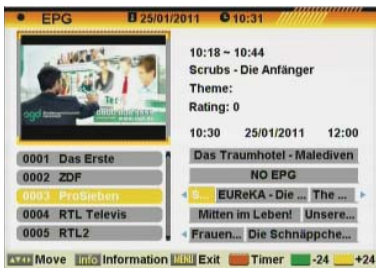 EPG 25/01/2011 10:31
10:18 ~ 10:44
Scrubs - Die Anfänger
Theme:
Rating: 0
10:30 25/01/2011 12:00
0001 Das Erste
0002 ZDF
0003 ProSieben
0004 RTL Televis
0005 RTL2
Das Traumhotel - Malediven
NO EPG
S... EUReKA - Die ... The ...
Mitten im Leben! Unsere...
Frauen... Die Schnäppche...
Move info Information MENU Exit Timer -24 +24